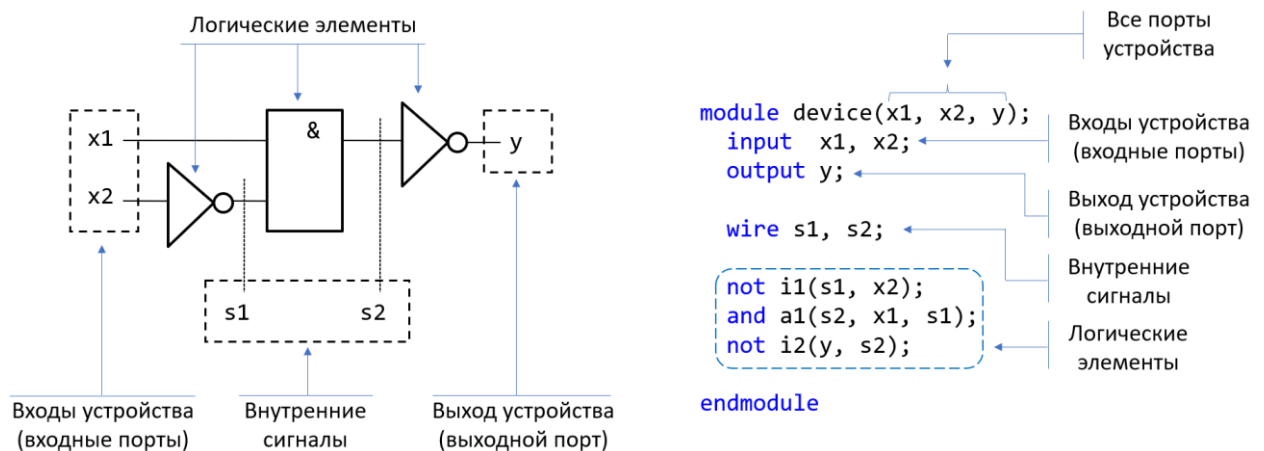 Логические элементы
x1
&
y
x2
s1
s2
Входы устройства
(входные порты)
Внутренние
сигналы
Выход устройства
(выходной порт)
Все порты
устройства
module device(x1, x2, y);
input x1, x2;
output y;
wire s1, s2;
not i1(s1, x2);
and a1(s2, x1, s1);
not i2(y, s2);
endmodule
Входы устройства
(входные порты)
Выход устройства
(выходной порт)
Внутренние
сигналы
Логические
элементы